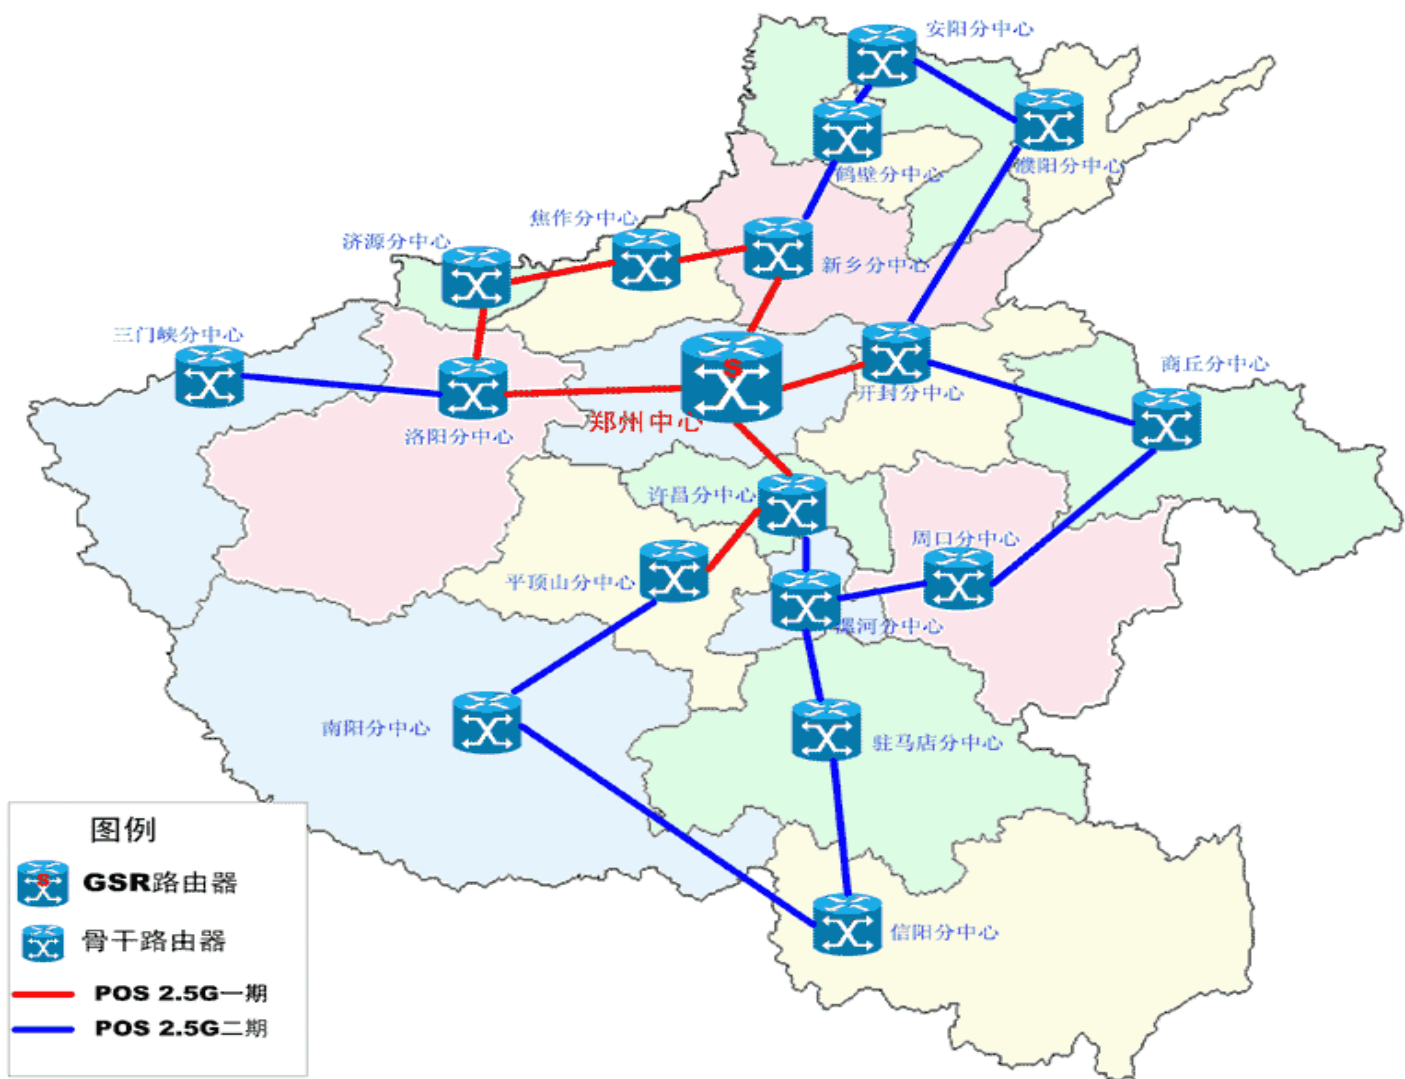 安阳分中心
濮阳分中心
鹤壁分中心
焦作分中心
济源分中心
新乡分中心
三门峡分中心
商丘分中心
开封分中心
S
郑州中心
洛阳分中心
许昌分中心
周口分中心
平顶山分中心
漯河分中心
南阳分中心
驻马店分中心
信阳分中心
图例
S
GSR路由器
骨干路由器
POS 2.5G一期
POS 2.5G二期